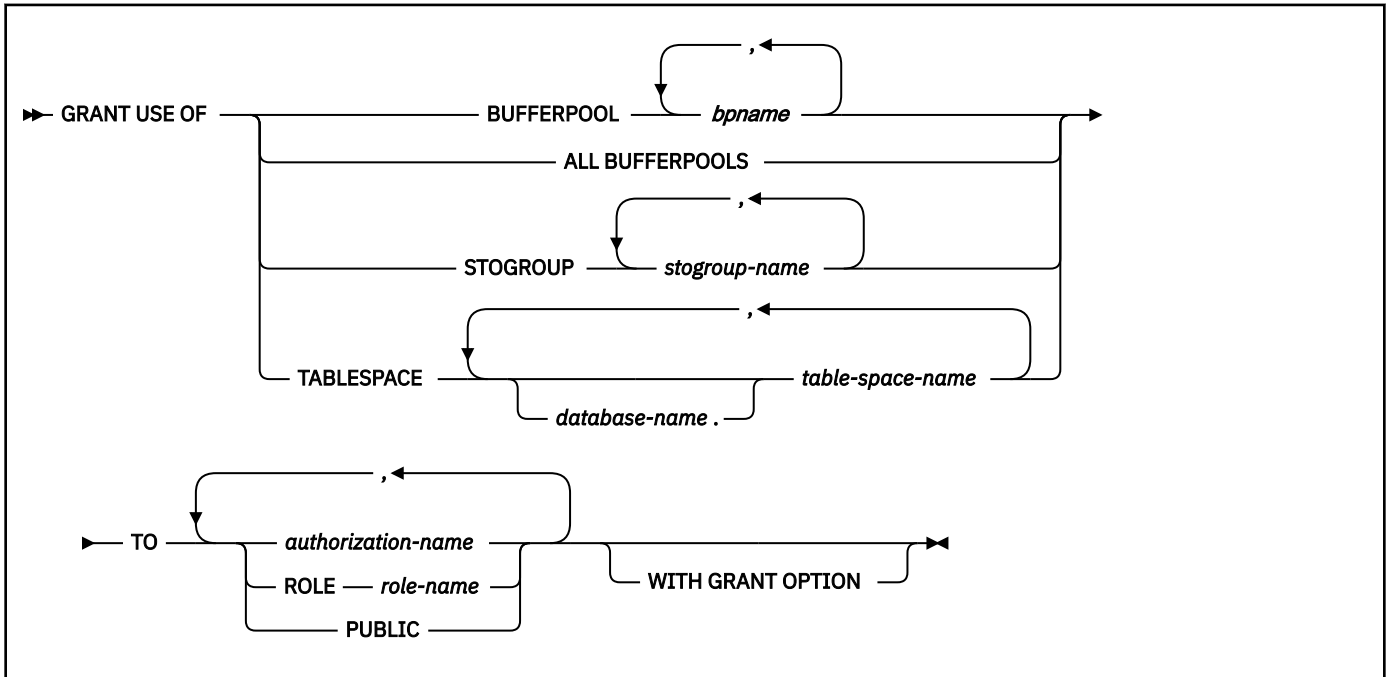 ,
GRANT USE OF BUFFERPOOL bpname
ALL BUFFERPOOLS
,
STOGROUP stogroup-name
,
TABLESPACE table-space-name
database-name .
,
TO authorization-name
ROLE role-name WITH GRANT OPTION
PUBLIC